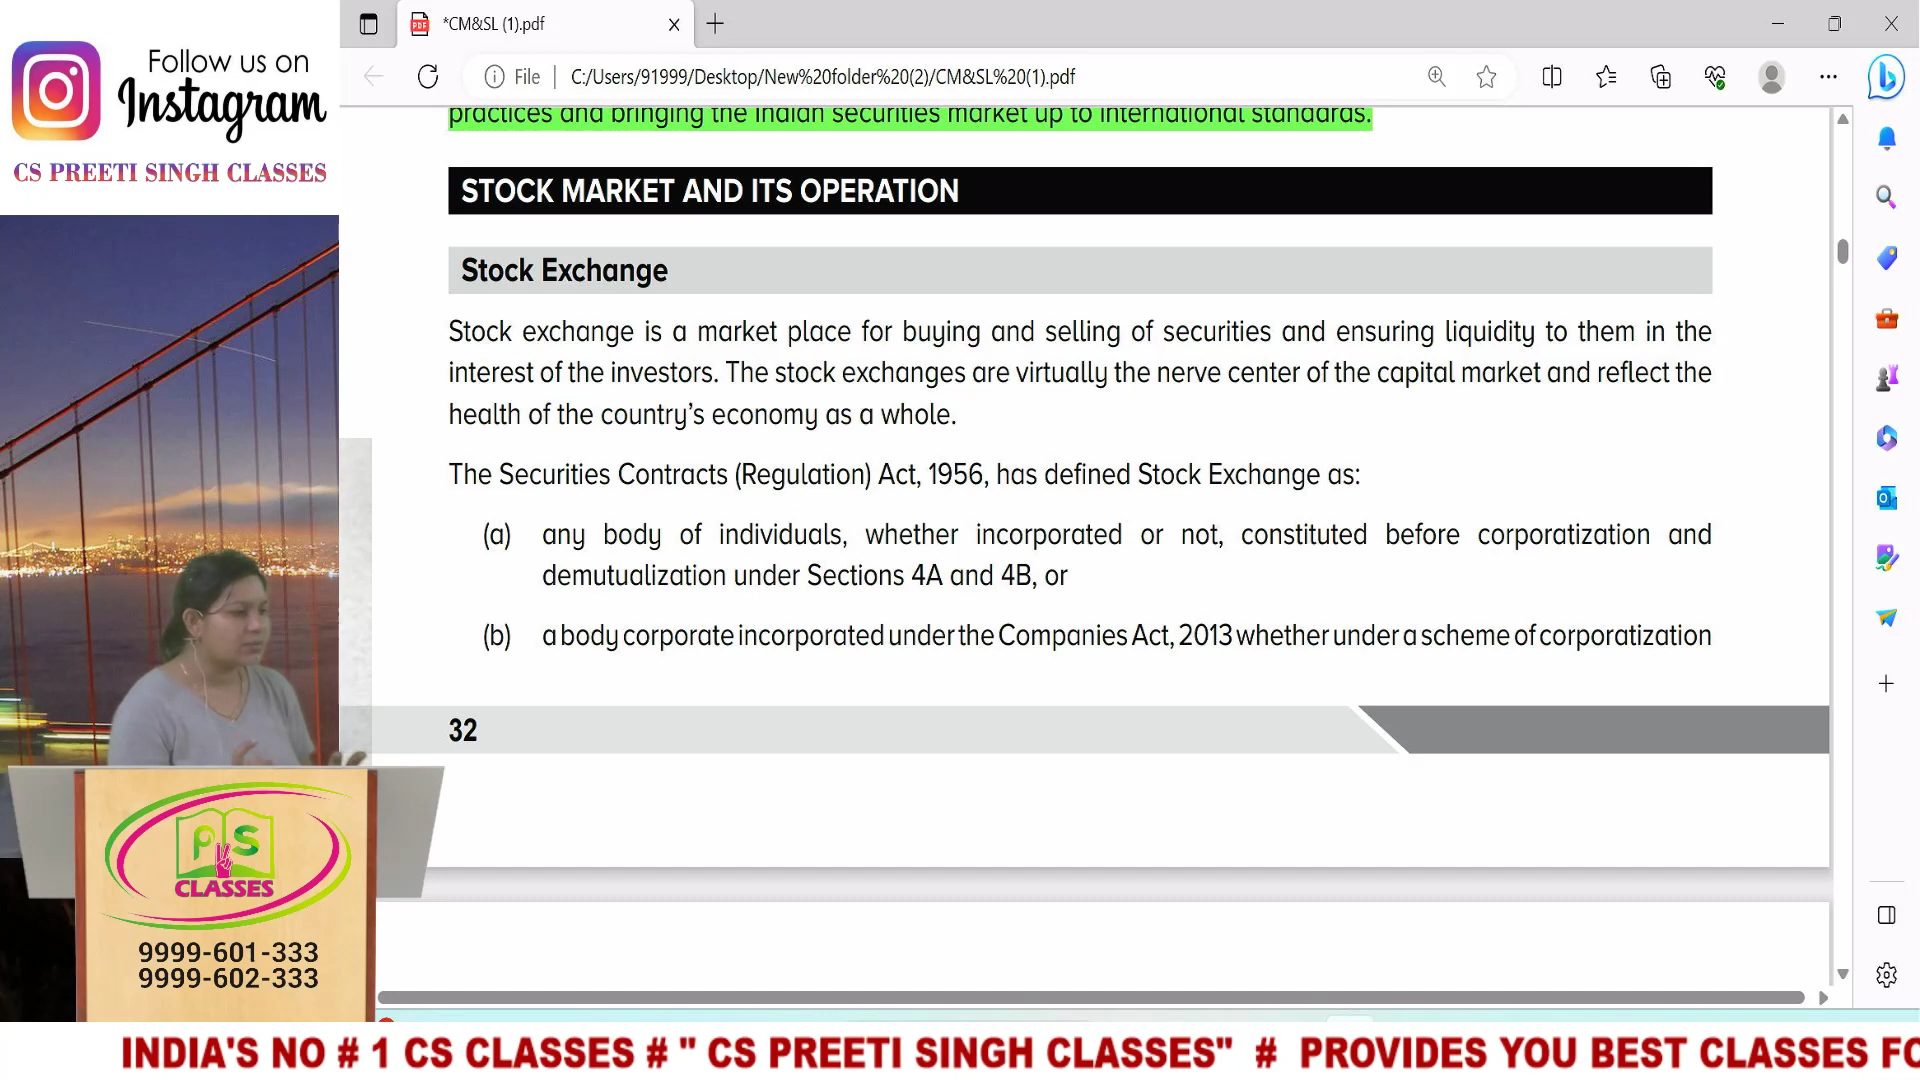 Follow us on
Instagram
CS PREETI SINGH CLASSES
*CM&SL (1).pdf
File
C:/Users/91999/Desktop/New%20folder%20(2)/CM&SL%20(1).pdf
practices and bringing the Indian securities market up to international standards.
STOCK MARKET AND ITS OPERATION
Stock Exchange
Stock exchange is a market place for buying and selling of securities and ensuring liquidity to them in the
interest of the investors. The stock exchanges are virtually the nerve center of the capital market and reflect the
health of the country's economy as a whole.
The Securities Contracts (Regulation) Act, 1956, has defined Stock Exchange as:
(a) any body of individuals, whether incorporated or not, constituted before corporatization and
demutualization under Sections 4A and 4B, or
(b) a body corporate incorporated under the Companies Act, 2013 whether under a scheme of corporatization
32
PS
CLASSES
9999-601-333
9999-602-333
INDIA'S NO # 1 CS CLASSES # " CS PREETI SINGH CLASSES" # PROVIDES YOU BEST CLASSES FO